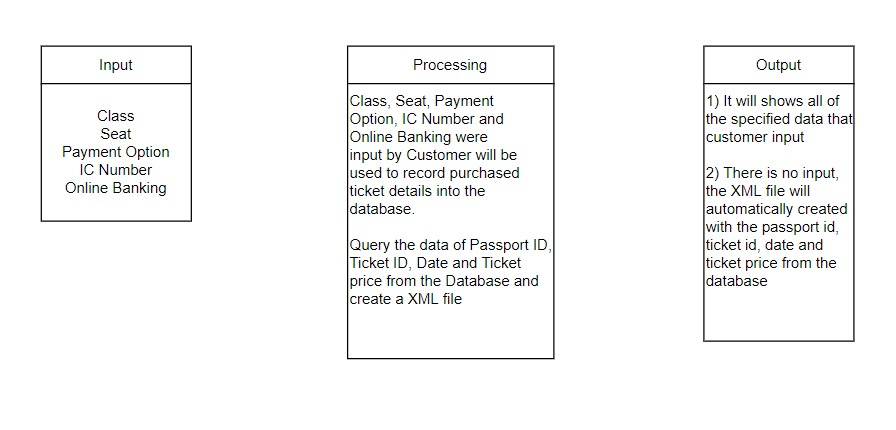 Input
Class
Seat
Payment Option
IC Number
Online Banking
Processing
Class, Seat, Payment
Option, IC Number and
Online Banking were
input by Customer will be
used to record purchased
ticket details into the
database.
Query the data of Passport ID,
Ticket ID, Date and Ticket
price from the Database and
create a XML file
Output
1) It will shows all of
the specified data that
customer input
2) There is no input,
the XML file will
automatically created
with the passport id,
ticket id, date and
ticket price from the
database